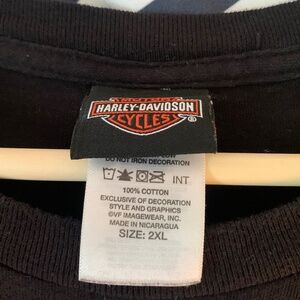 MOTOR
HARLEY-DAVIDSON
CYCLES ®
DO NOT IRON DECORATION
INT
100% COTTON
EXCLUSIVE OF DECORATION
STYLE AND GRAPHICS
©VF IMAGEWEAR, INC.
MADE IN NICARAGUA
SIZE: 2XL